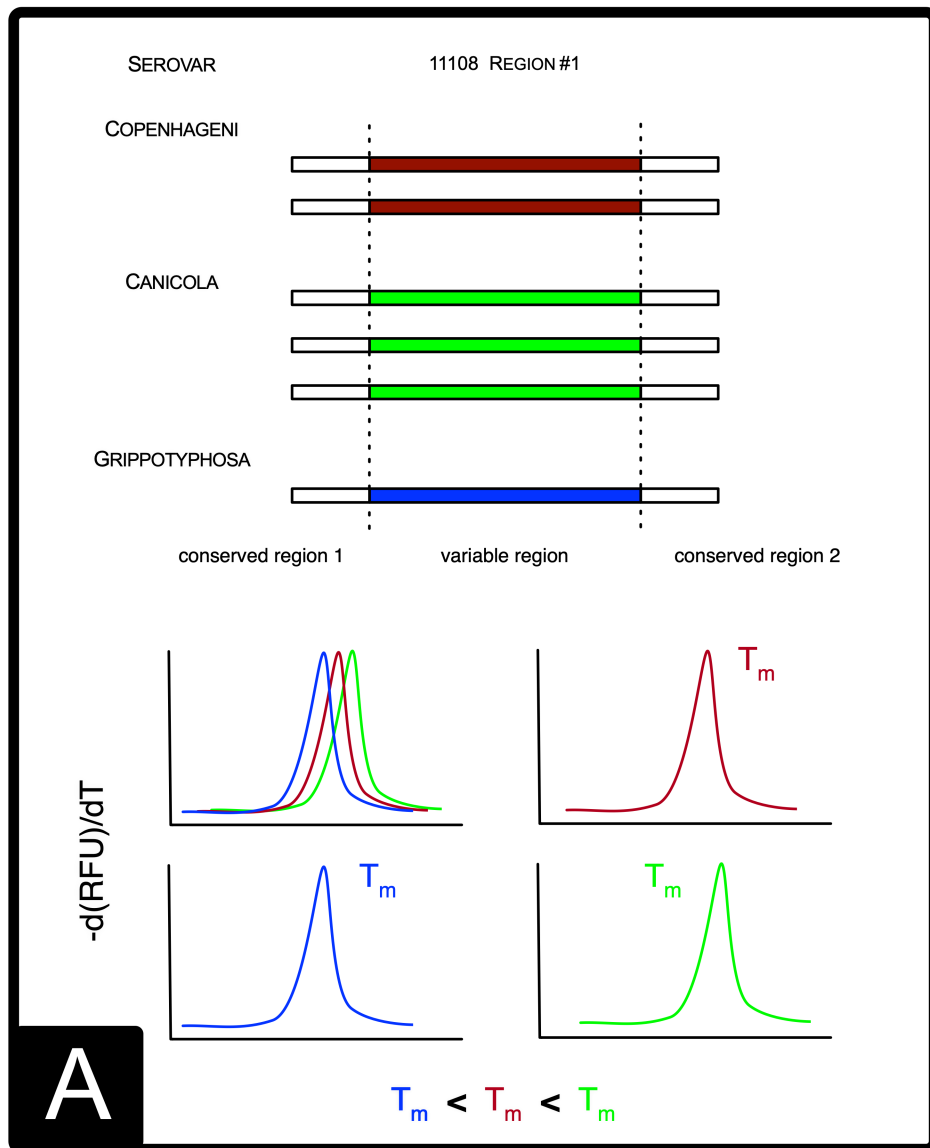 SEROVAR 11108 REGION #1
COPENHAGENI
CANICOLA
GRIPPOTYPHOSA
conserved region 1 variable region conserved region 2
Tm
-d(RFU)/dT
Tm Tm
Tm < Tm < Tm
A